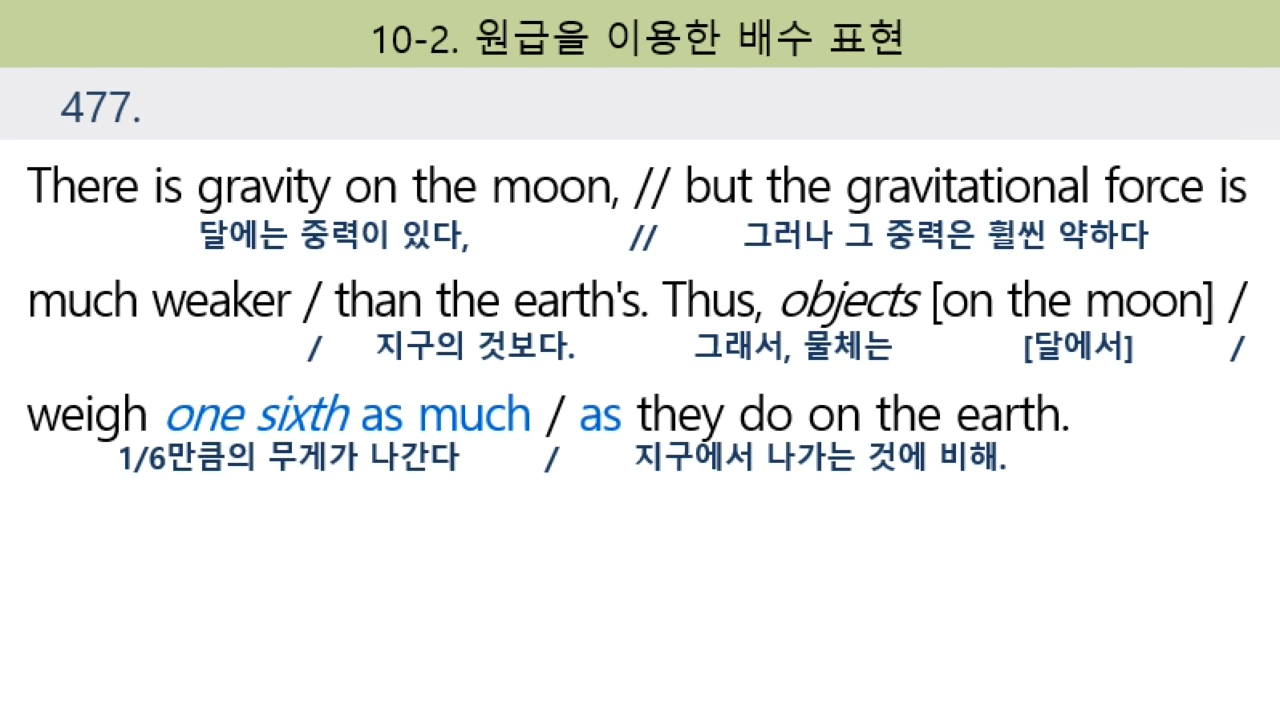 10-2. 원급을 이용한 배수 표현
477.
There is gravity on the moon, // but the gravitational force is
달에는 중력이 있다, // 그러나 그 중력은 훨씬 약하다
much weaker / than the earth's. Thus, objects [on the moon] /
/ 지구의 것보다. 그래서, 물체는 [달에서] /
weigh one sixth as much / as they do on the earth.
1/6만큼의 무게가 나간다 / 지구에서 나가는 것에 비해.